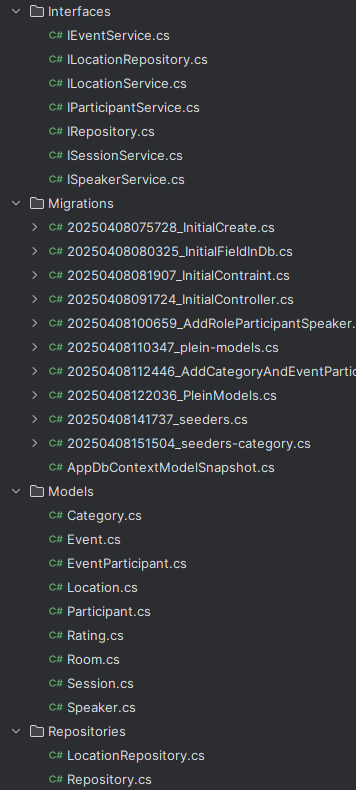 Interfaces
C# IEventService.cs
C# ILocationRepository.cs
C# ILocationService.cs
C# IParticipantService.cs
C# IRepository.cs
C# ISessionService.cs
C# ISpeakerService.cs
Migrations
C# 20250408075728_InitialCreate.cs
C# 20250408080325_InitialFieldInDb.cs
C# 20250408081907_InitialContraint.cs
C# 20250408091724_InitialController.cs
C# 20250408100659_AddRoleParticipantSpeaker.
C# 20250408110347_plein-models.cs
C# 20250408112446_AddCategoryAndEventPartic
C# 20250408122036_PleinModels.cs
C# 20250408141737_seeders.cs
C# 20250408151504_seeders-category.cs
C# AppDbContextModelSnapshot.cs
Models
C# Category.cs
C# Event.cs
C# EventParticipant.cs
C# Location.cs
C# Participant.cs
C# Rating.cs
C# Room.cs
C# Session.cs
C# Speaker.cs
Repositories
C# LocationRepository.cs
C# Repository.cs